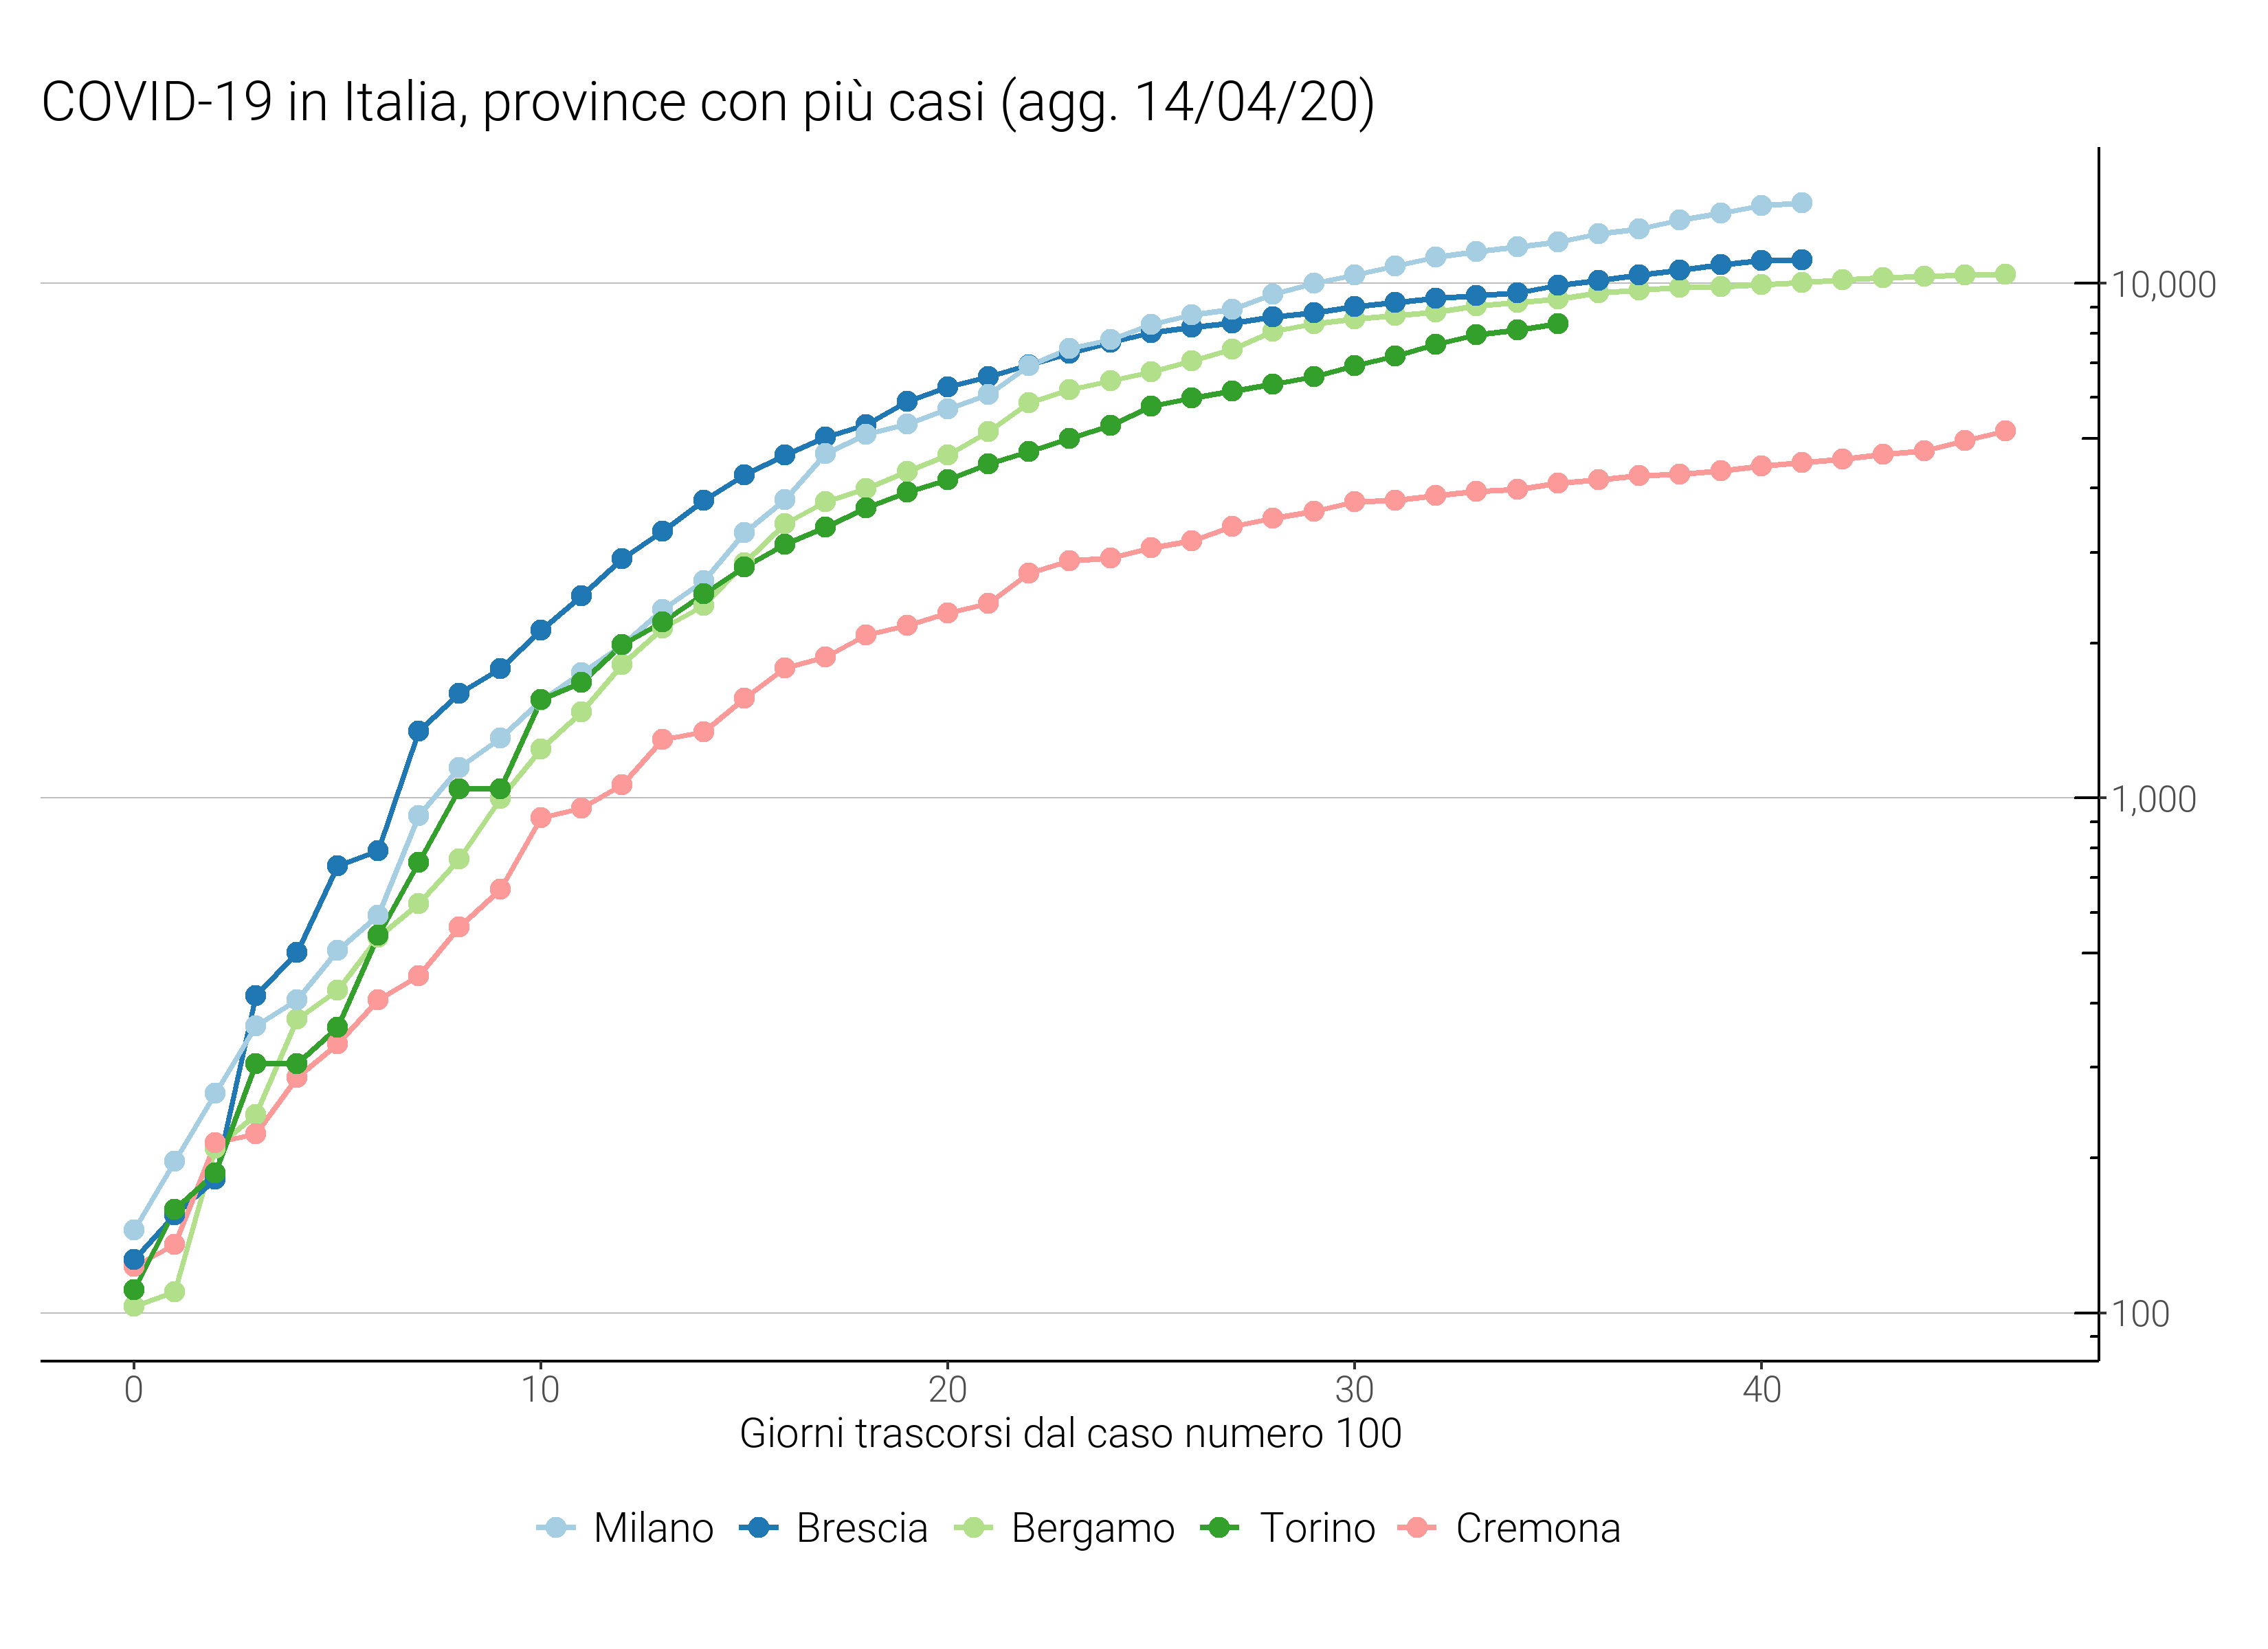 COVID-19 in Italia, province con più casi (agg. 14/04/20)
10,000
1,000
100
0 10 20 30 40
Giorni trascorsi dal caso numero 100
Milano Brescia Bergamo Torino Cremona